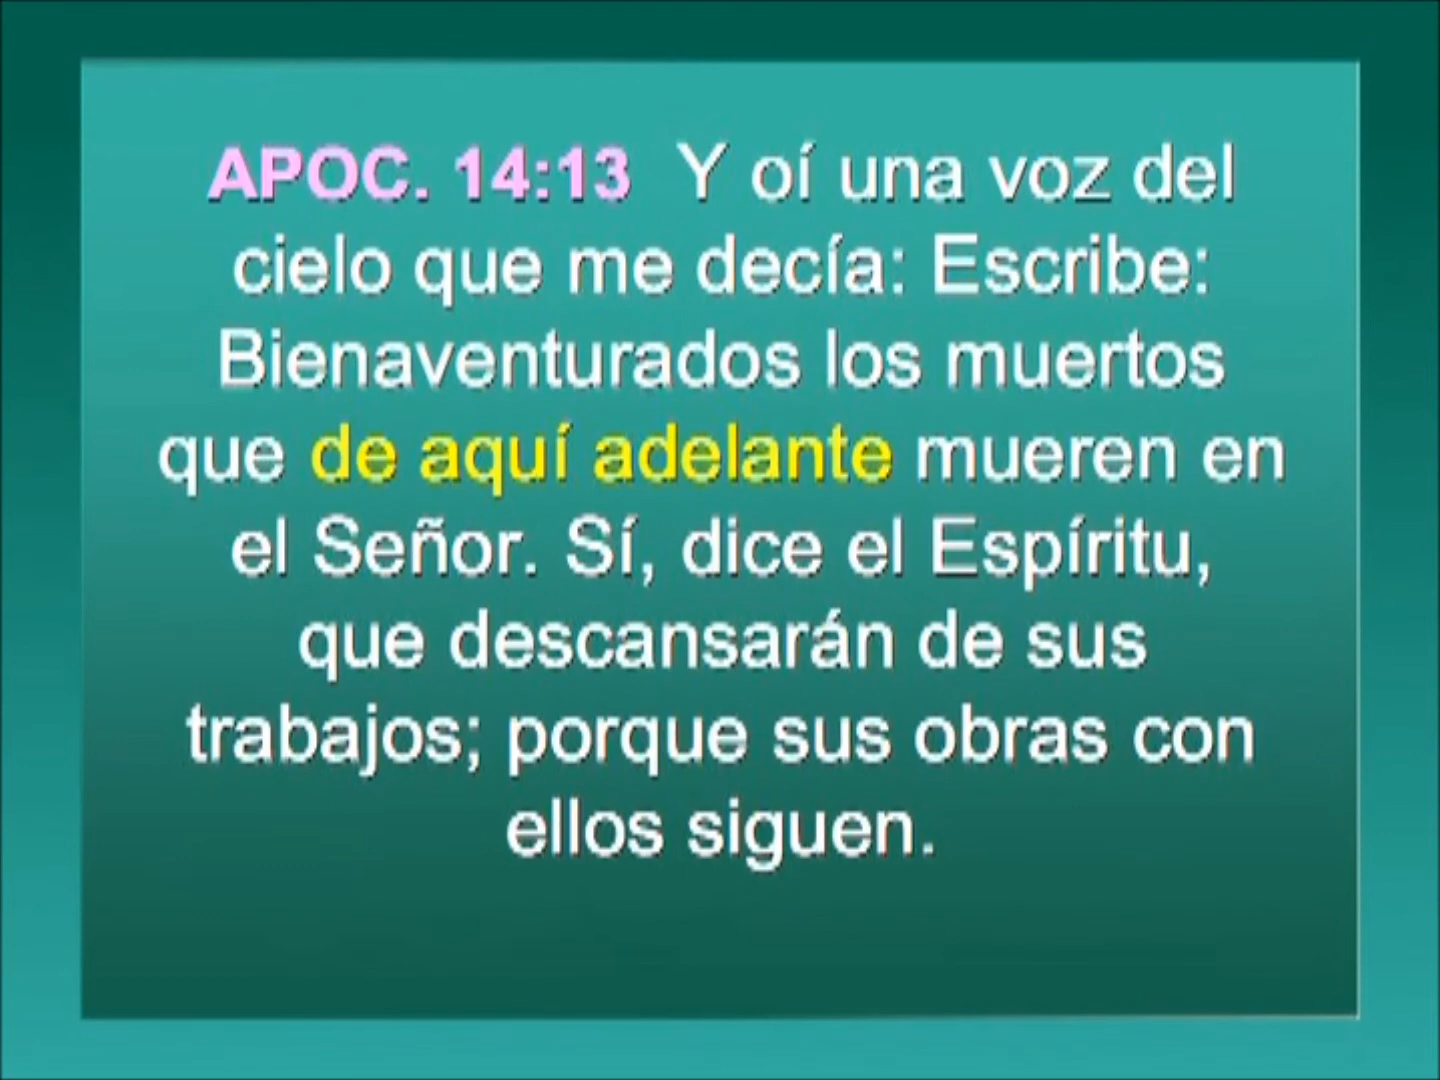 APOC. 14:13 Y oí una voz del
cielo que me decía: Escribe:
Bienaventurados los muertos
que de aquí adelante mueren en
el Señor. Sí, dice el Espíritu,
que descansarán de sus
trabajos; porque sus obras con
ellos siguen.